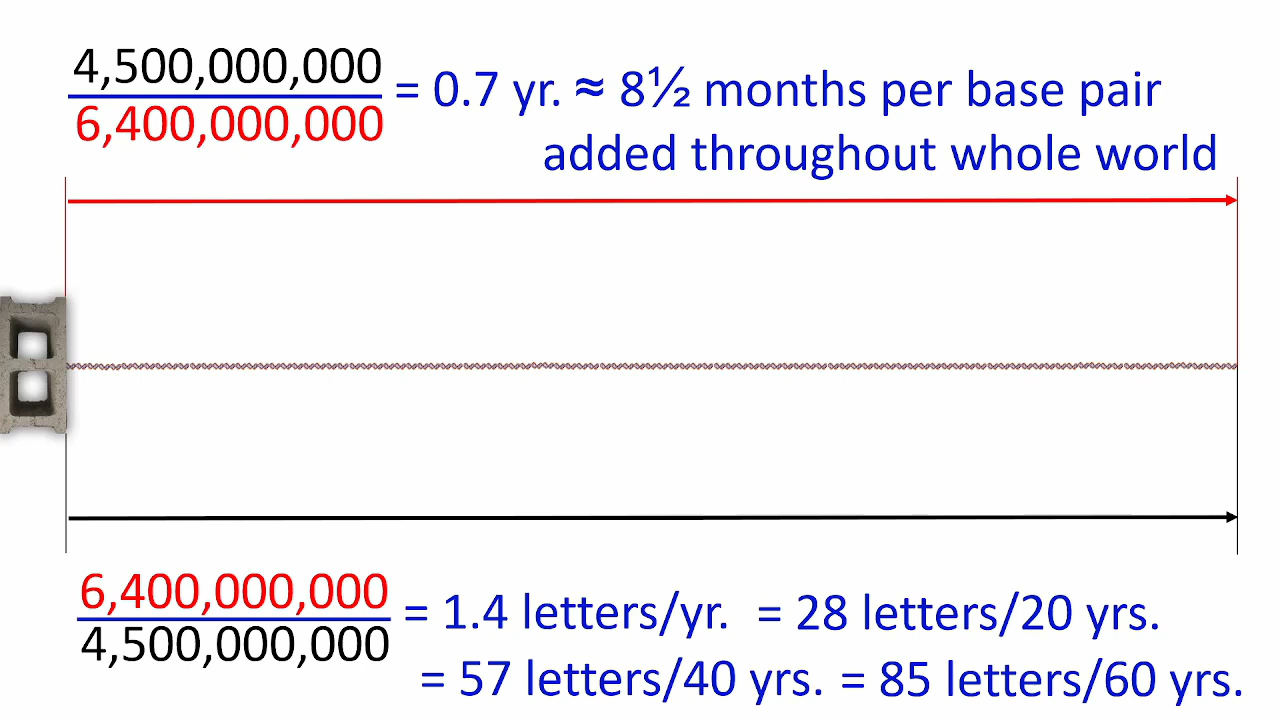 4,500,000,000
6,400,000,000
= 0.7 yr. ≈ 8½ months per base pair
added throughout whole world
6,400,000,000
4,500,000,000
= 1.4 letters/yr. = 28 letters/20 yrs.
= 57 letters/40 yrs. = 85 letters/60 yrs.